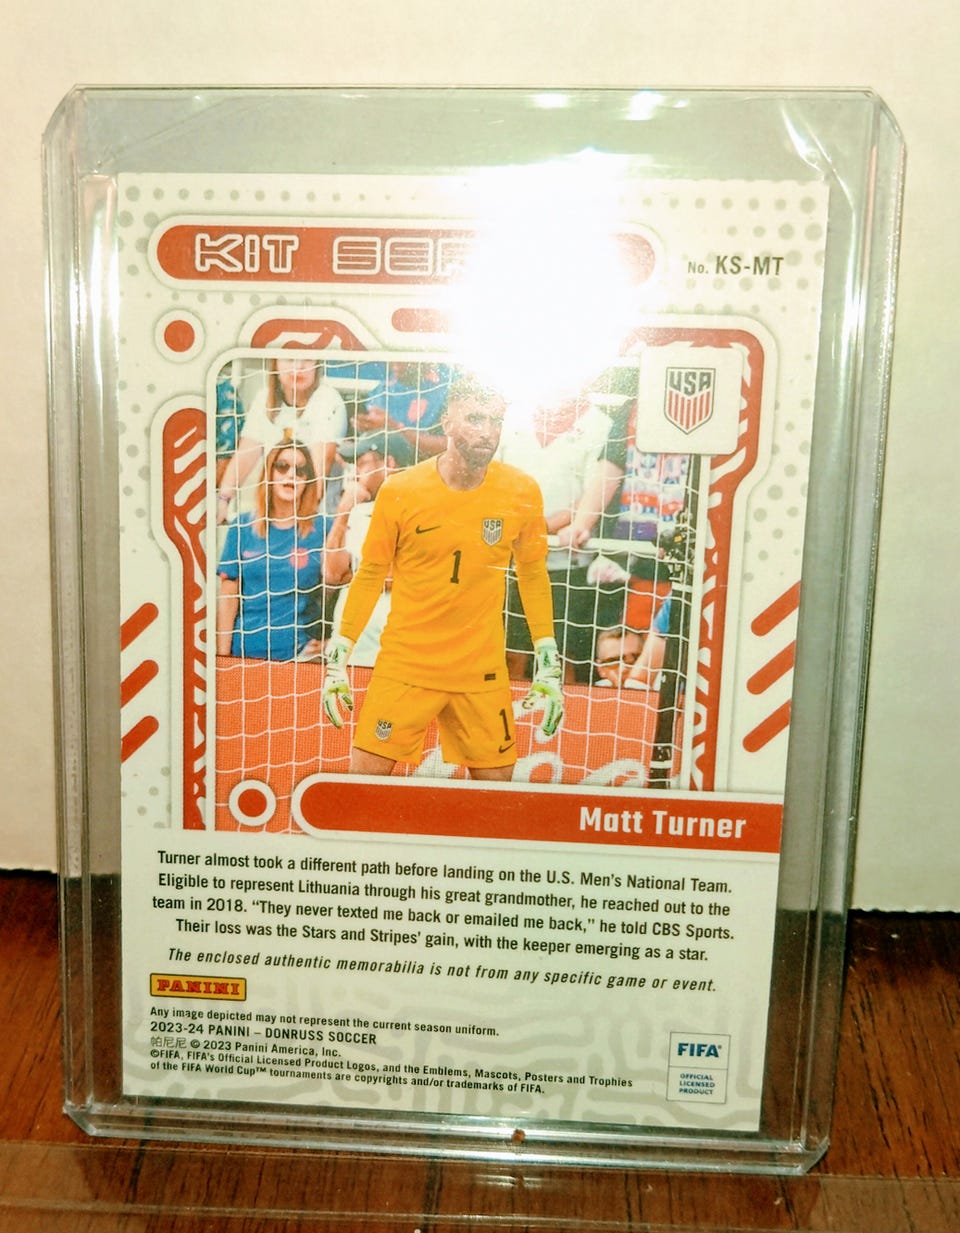 KIT
No. KS-MT
USA
USA
1
USA
1
Matt Turner
Turner almost took a different path before landing on the U.S. Men's National Team.
Eligible to represent Lithuania through his great grandmother, he reached out to the
team in 2018. “They never texted me back or emailed me back,” he told CBS Sports.
Their loss was the Stars and Stripes' gain, with the keeper emerging as a star.
The enclosed authentic memorabilia is not from any specific game or event.
PANINI
Any image depicted may not represent the current season uniform.
2023-24 PANINI – DONRUSS SOCCER
帕尼尼 © 2023 Panini America, Inc.
©FIFA, FIFA's Official Licensed Product Logos, and the Emblems, Mascots, Posters and Trophies
of the FIFA World Cup™ tournaments are copyrights and/or trademarks of FIFA.
FIFA®
OFFICIAL
LICENSED
PRODUCT